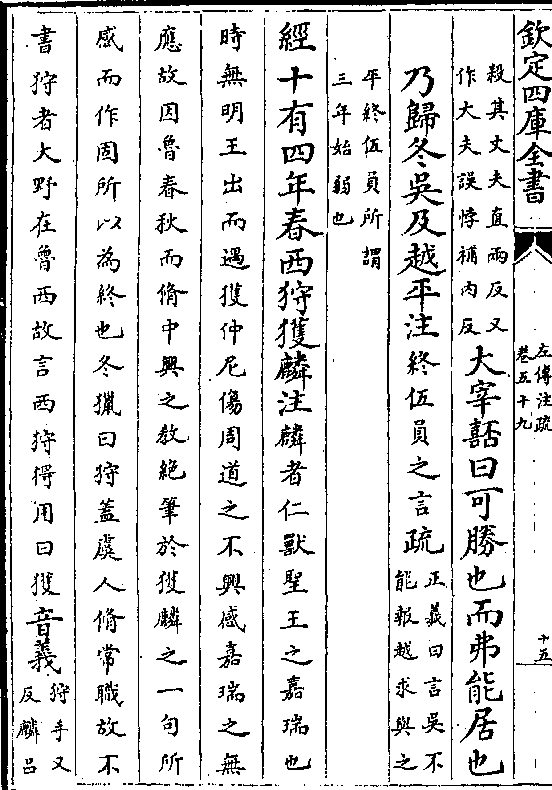 欽定四庫全書
左傳注疏
卷五十九
十五
殺其丈夫直兩反又
作大夫誤悖補内反
大宰嚭曰可勝也而弗能居也
乃歸冬吳及越平注終伍員之言疏
正義曰言吳不
能報越求與之
平終伍員所謂
三年始弱也
經十有四年春西狩獲麟注麟者仁獸聖王之嘉瑞也
時無明王出而遇獲仲尼傷周道之不興感嘉瑞之無
應故因魯春秋而脩中興之教絶筆於獲麟之一句所
感而作固所以為終也冬獵曰狩蓋虞人脩常職故不
書狩者大野在魯西故言西狩得用曰獲音義
狩手又
反麟吕